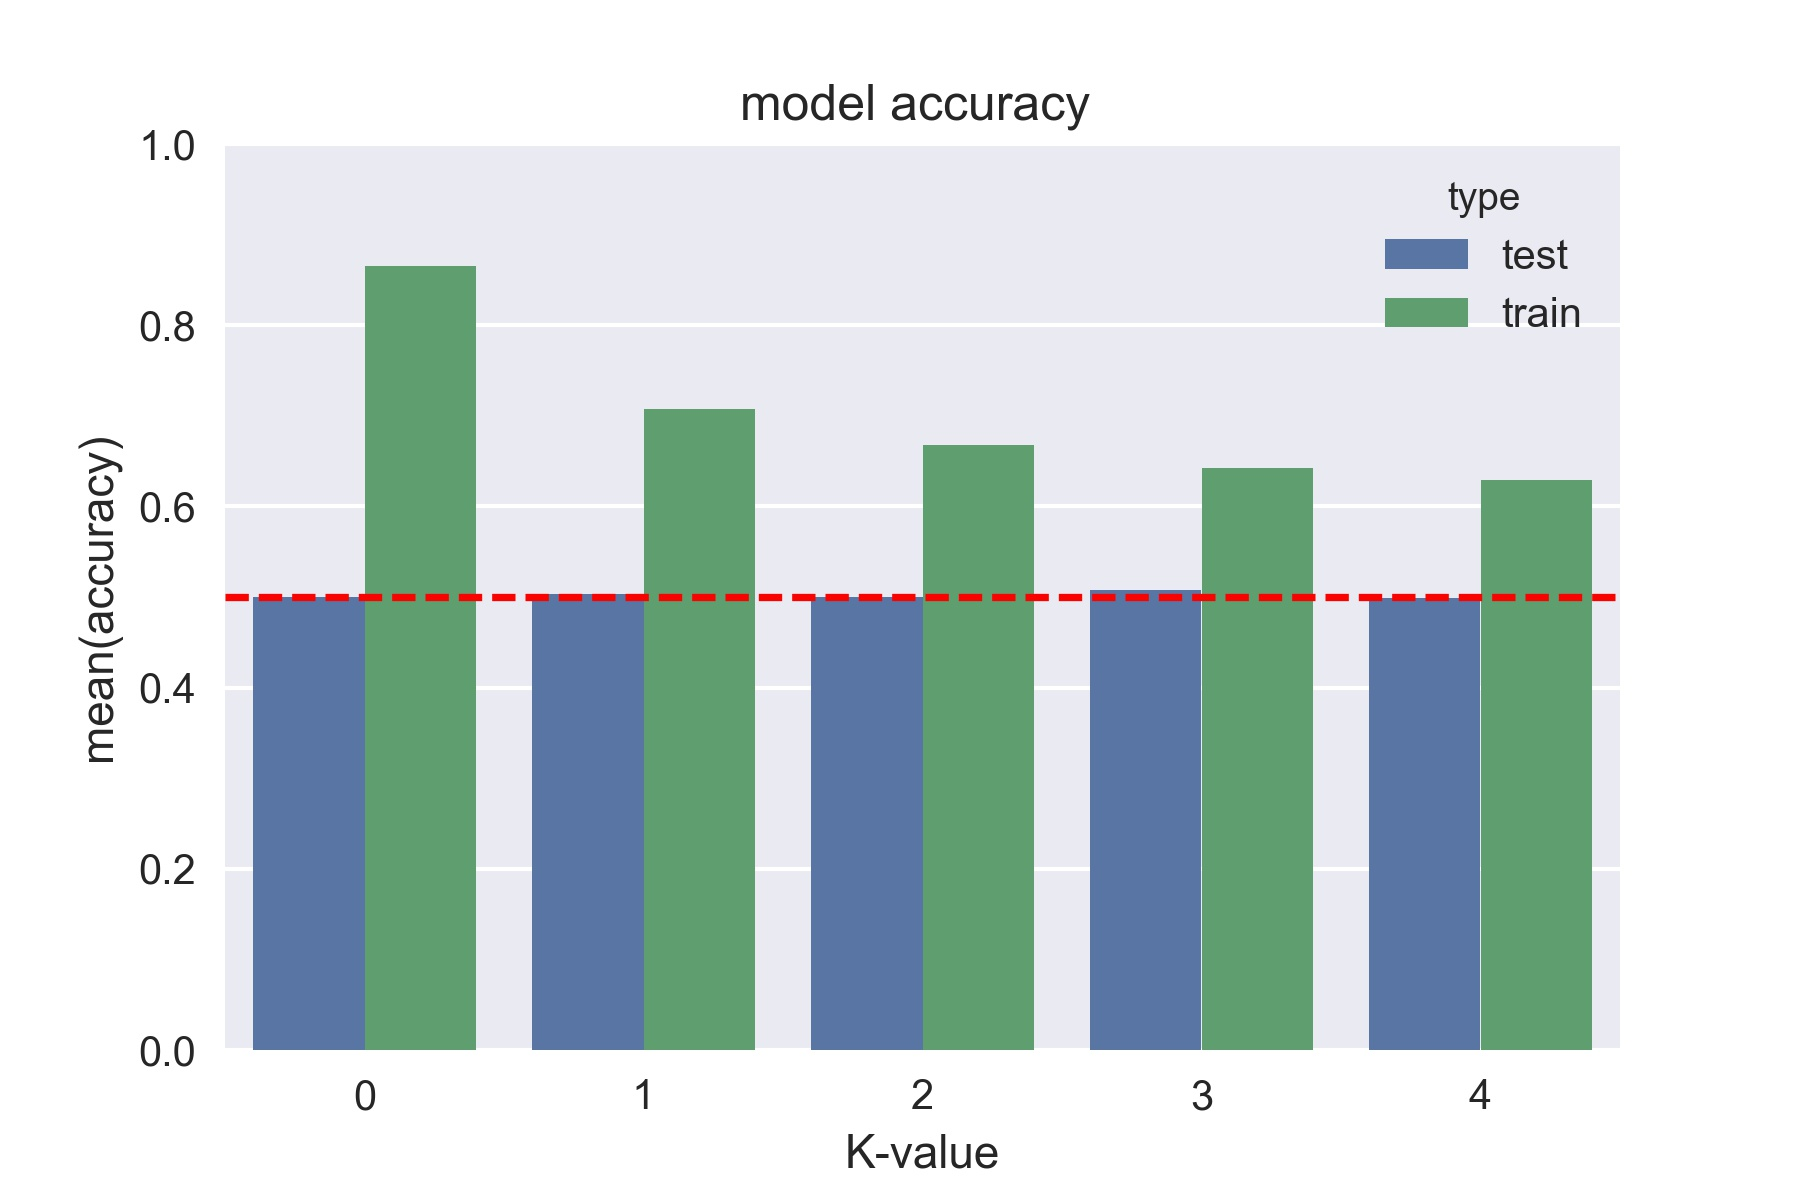 model accuracy
1.0
0.8
0.6
0.4
0.2
0.0
mean(accuracy)
type
test
train
0 1 2 3 4
K-value